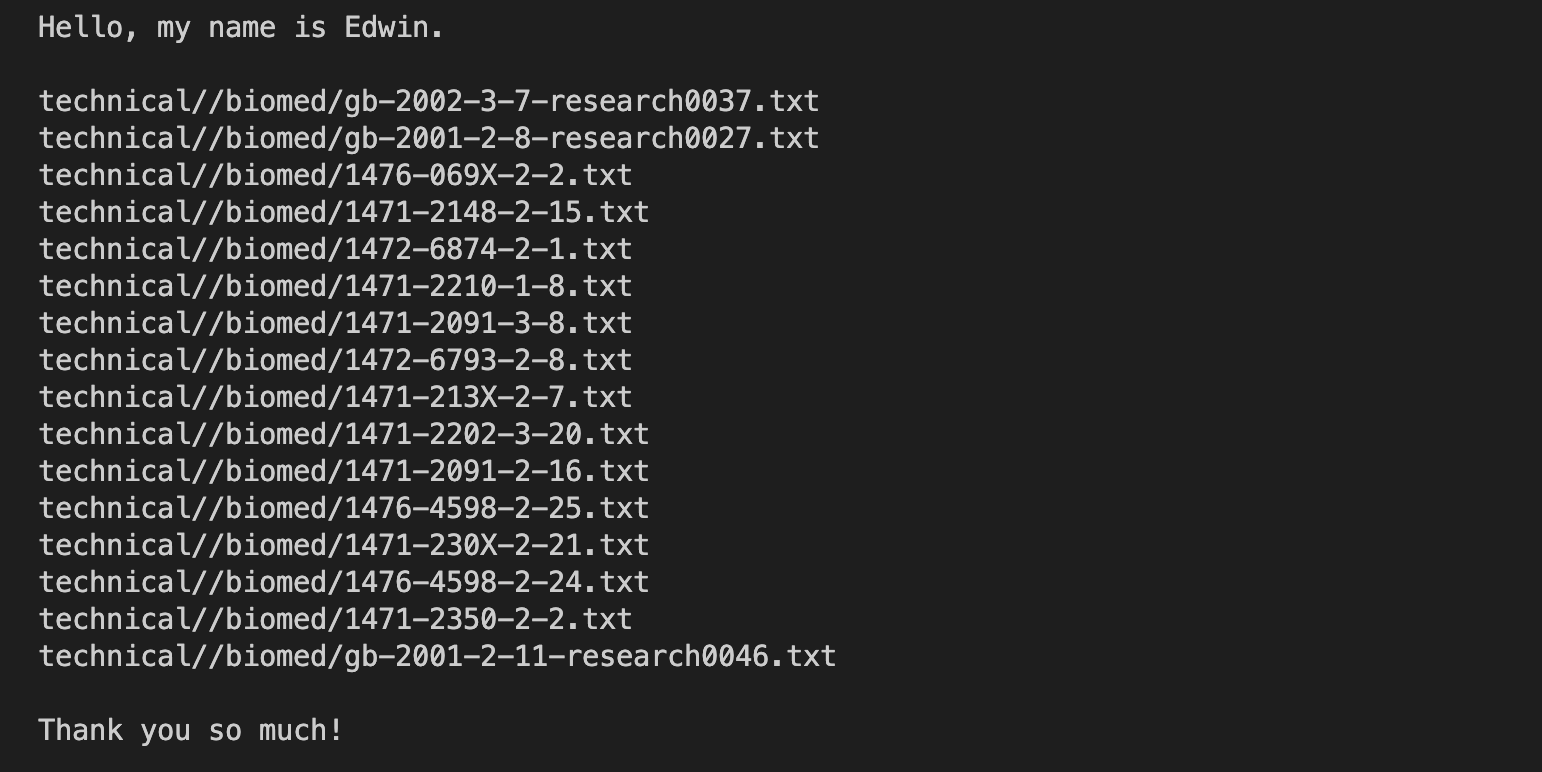 Hello, my name is Edwin.
technical//biomed/gb-2002-3-7-research0037.txt
technical//biomed/gb-2001-2-8-research0027.txt
technical//biomed/1476-069X-2-2.txt
technical//biomed/1471-2148-2-15.txt
technical//biomed/1472-6874-2-1.txt
technical//biomed/1471-2210-1-8.txt
technical//biomed/1471-2091-3-8.txt
technical//biomed/1472-6793-2-8.txt
technical//biomed/1471-213X-2-7.txt
technical//biomed/1471-2202-3-20.txt
technical//biomed/1471-2091-2-16.txt
technical//biomed/1476-4598-2-25.txt
technical//biomed/1471-230X-2-21.txt
technical//biomed/1476-4598-2-24.txt
technical//biomed/1471-2350-2-2.txt
technical//biomed/gb-2001-2-11-research0046.txt
Thank you so much!